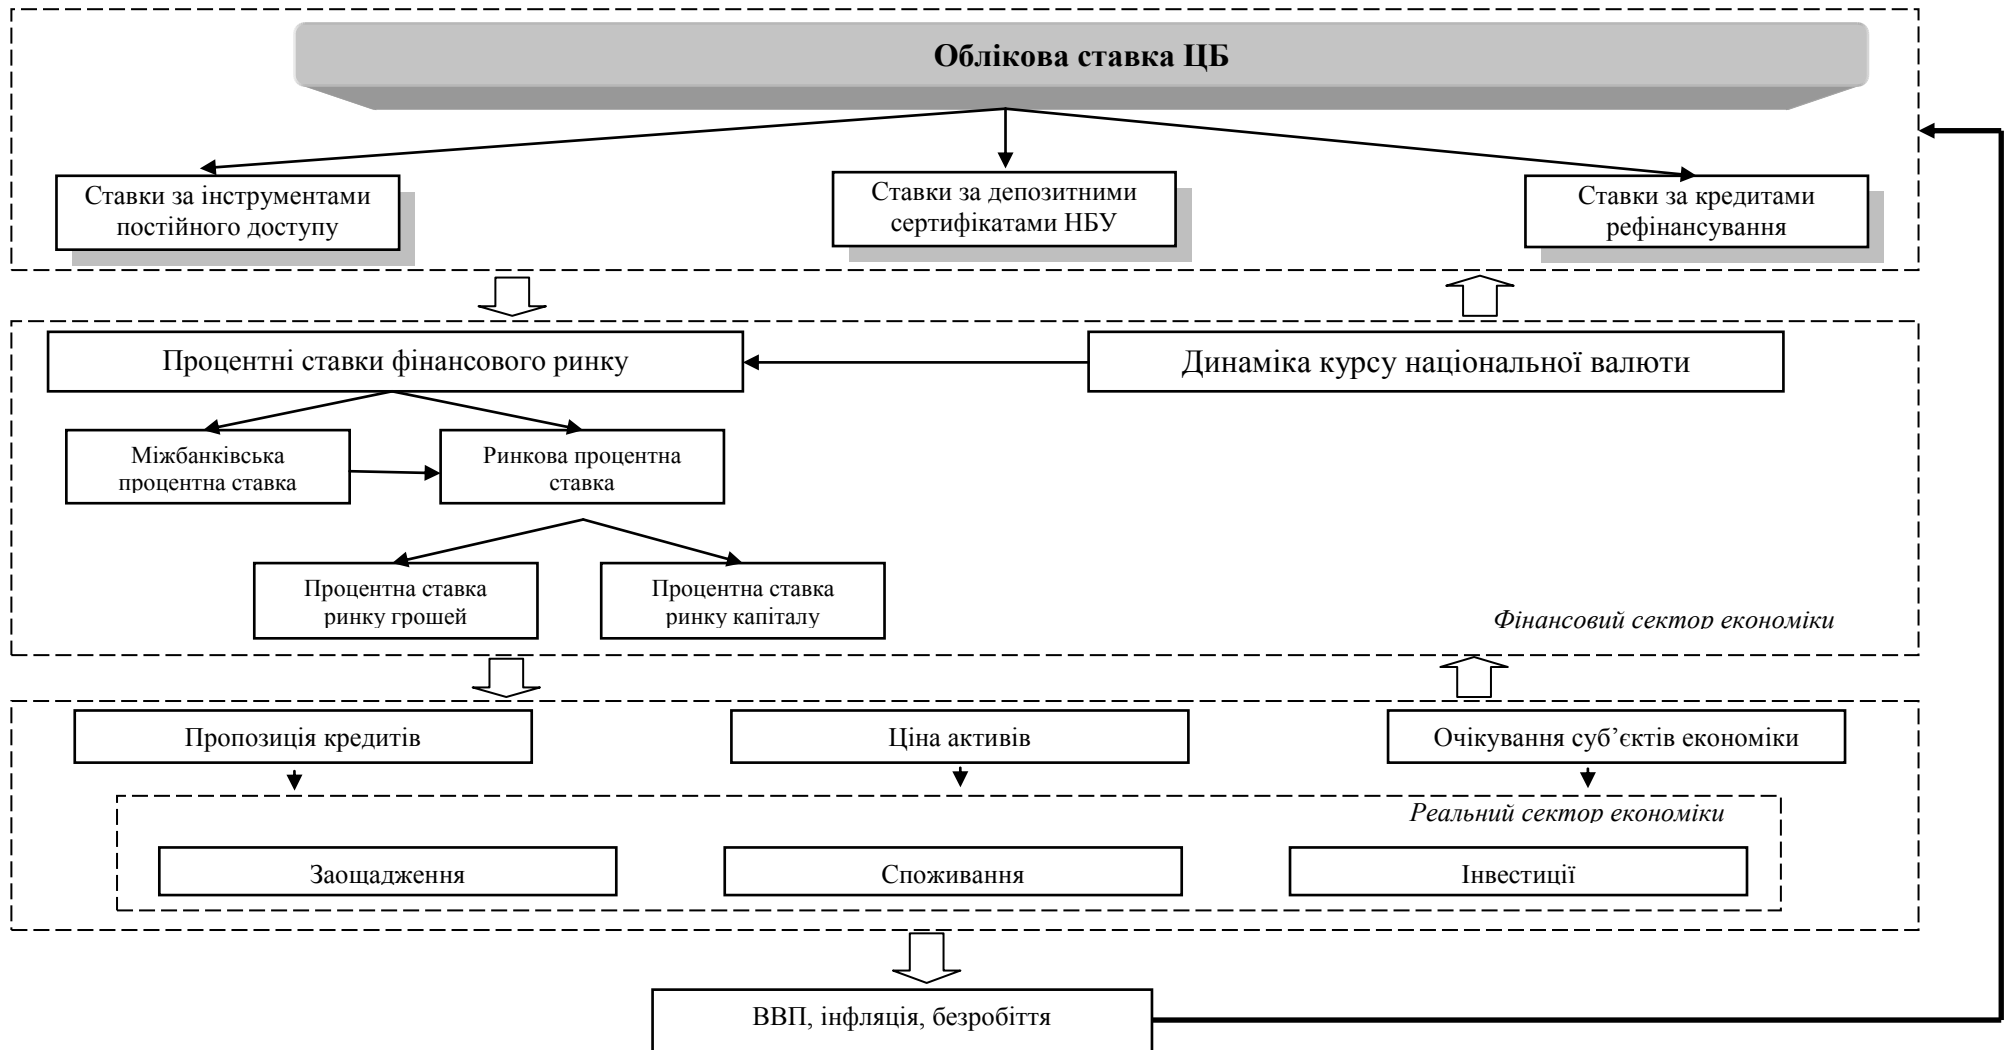 Облікова ставка ЦБ
Ставки за інструментами
постійного доступу
Ставки за депозитними
сертифікатами НБУ
Ставки за кредитами
рефінансування
Процентні ставки фінансового ринку
Динаміка курсу національної валюти
Міжбанківська
процентна ставка
Ринкова процентна
ставка
Процентна ставка
ринку грошей
Процентна ставка
ринку капіталу
Фінансовий сектор економіки
Пропозиція кредитів
Ціна активів
Очікування суб’єктів економіки
Реальний сектор економіки
Заощадження
Споживання
Інвестиції
ВВП, інфляція, безробіття